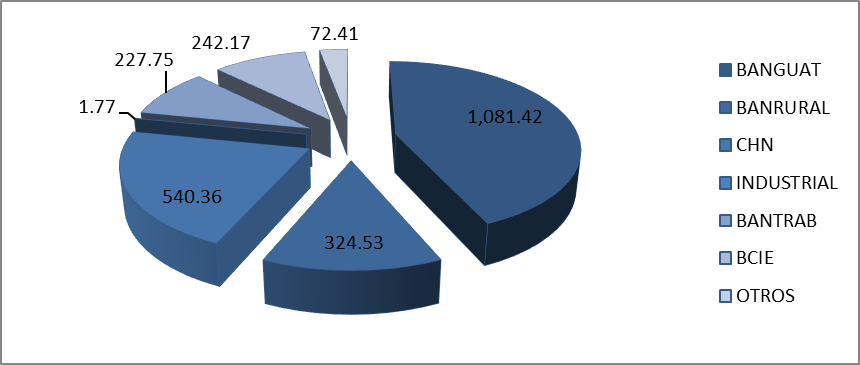 72.41
242.17
227.75
1.77
1,081.42
540.36
324.53
BANGUAT
BANRURAL
CHN
INDUSTRIAL
BANTRAB
BCIE
OTROS